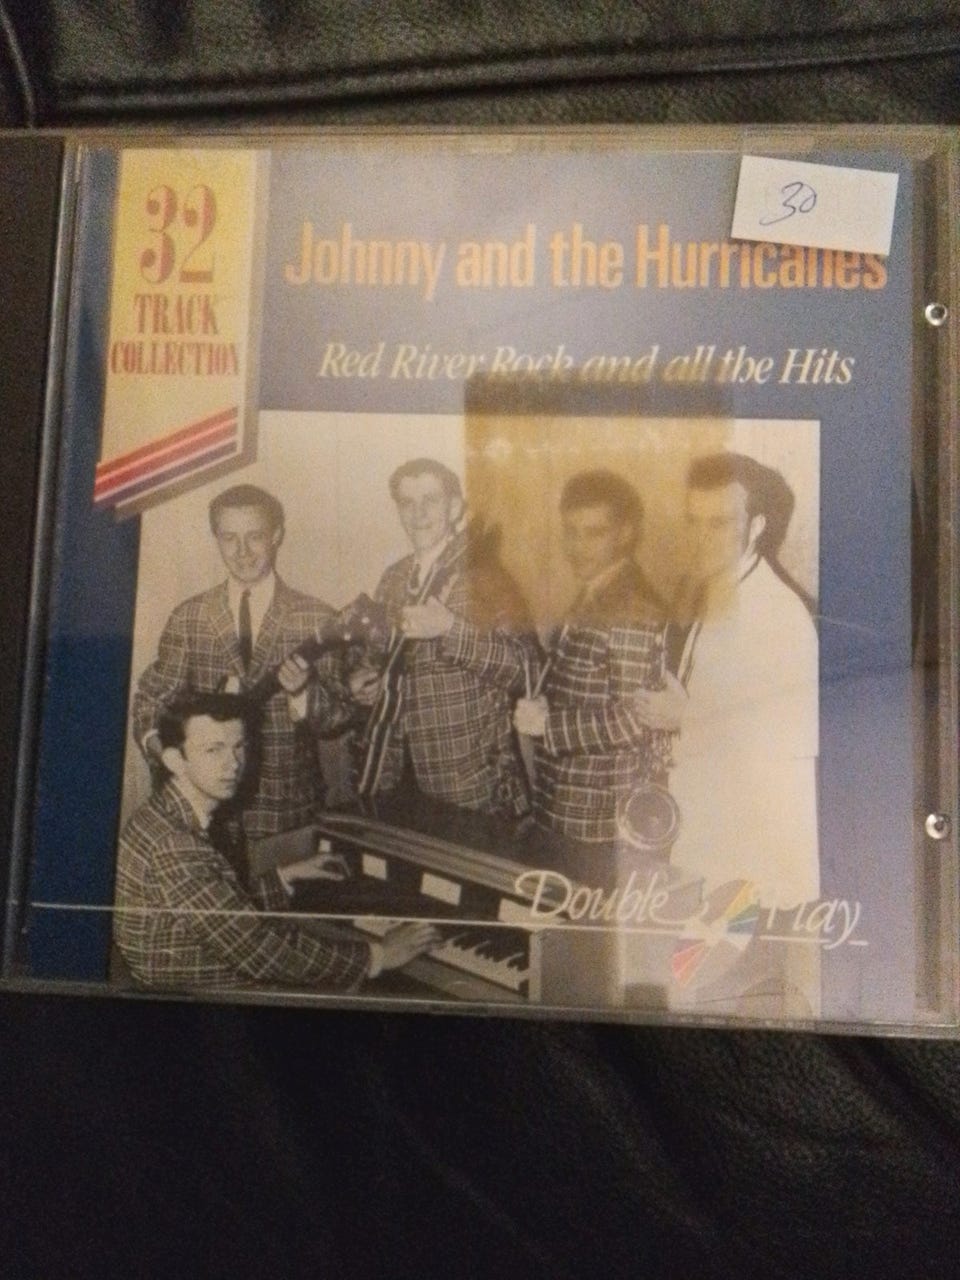 32
TRACK
COLLECTION
30
Johnny and the Hurricanes
Red River Rock and all the Hits
Double Play